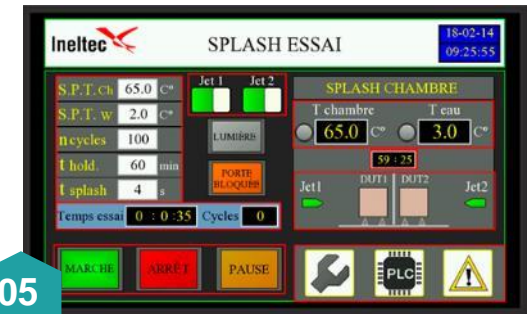 Ineltec
SPLASH ESSAI
18-02-14
09:25:55
S.P.T. Ch 65.0 C°
S.P.T. w 2.0 C°
n cycles 100
t hold. 60 min
t splash 4 s
Temps essai 0 : 0 :35 Cycles 0
Jet 1 Jet 2
LUMIÈRE
PORTE
BLOQUÉE
SPLASH CHAMBRE
T chambre T eau
65.0 C° 3.0 C°
59 : 25
Jet1 DUT1 DUT2 Jet2
MARCHE ARRÊT PAUSE
PLC
05